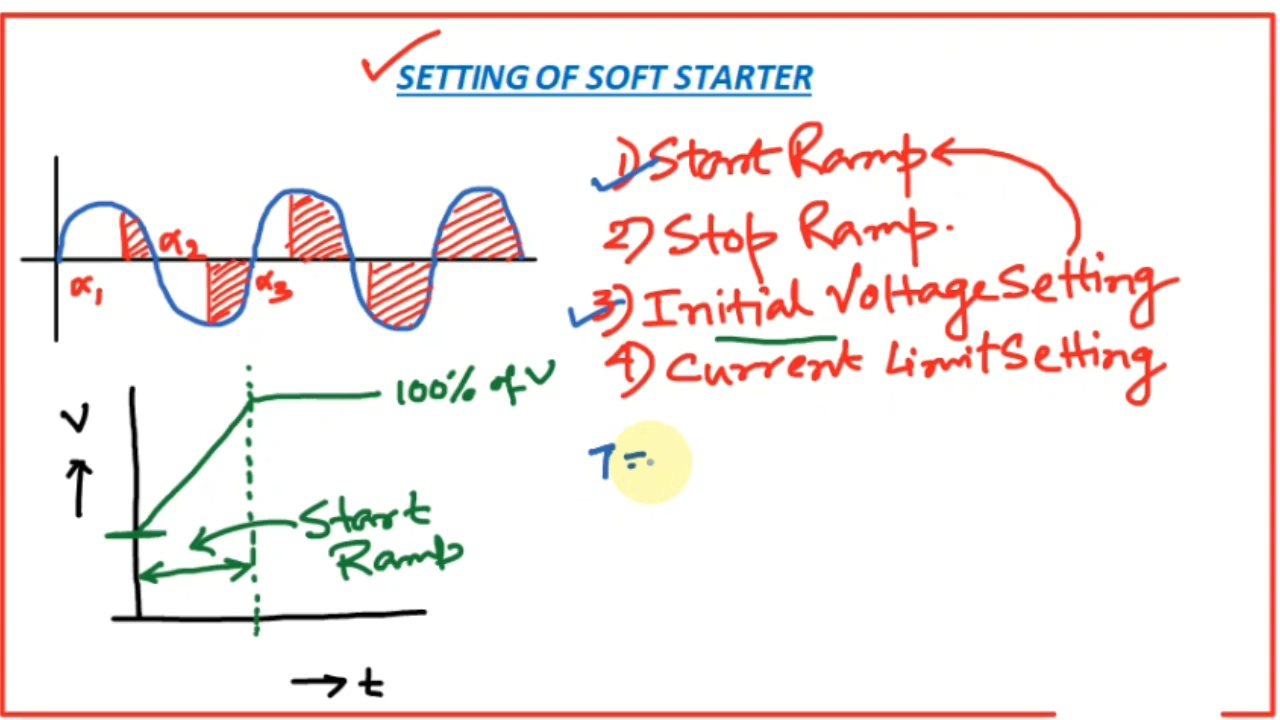 SETTING OF SOFT STARTER
1) Start Ramp
2) Stop Ramp.
3) Initial Voltage Setting
4) Current Limit Setting
α1
α2
α3
100% of V
V
Start
Ramp
t
T =